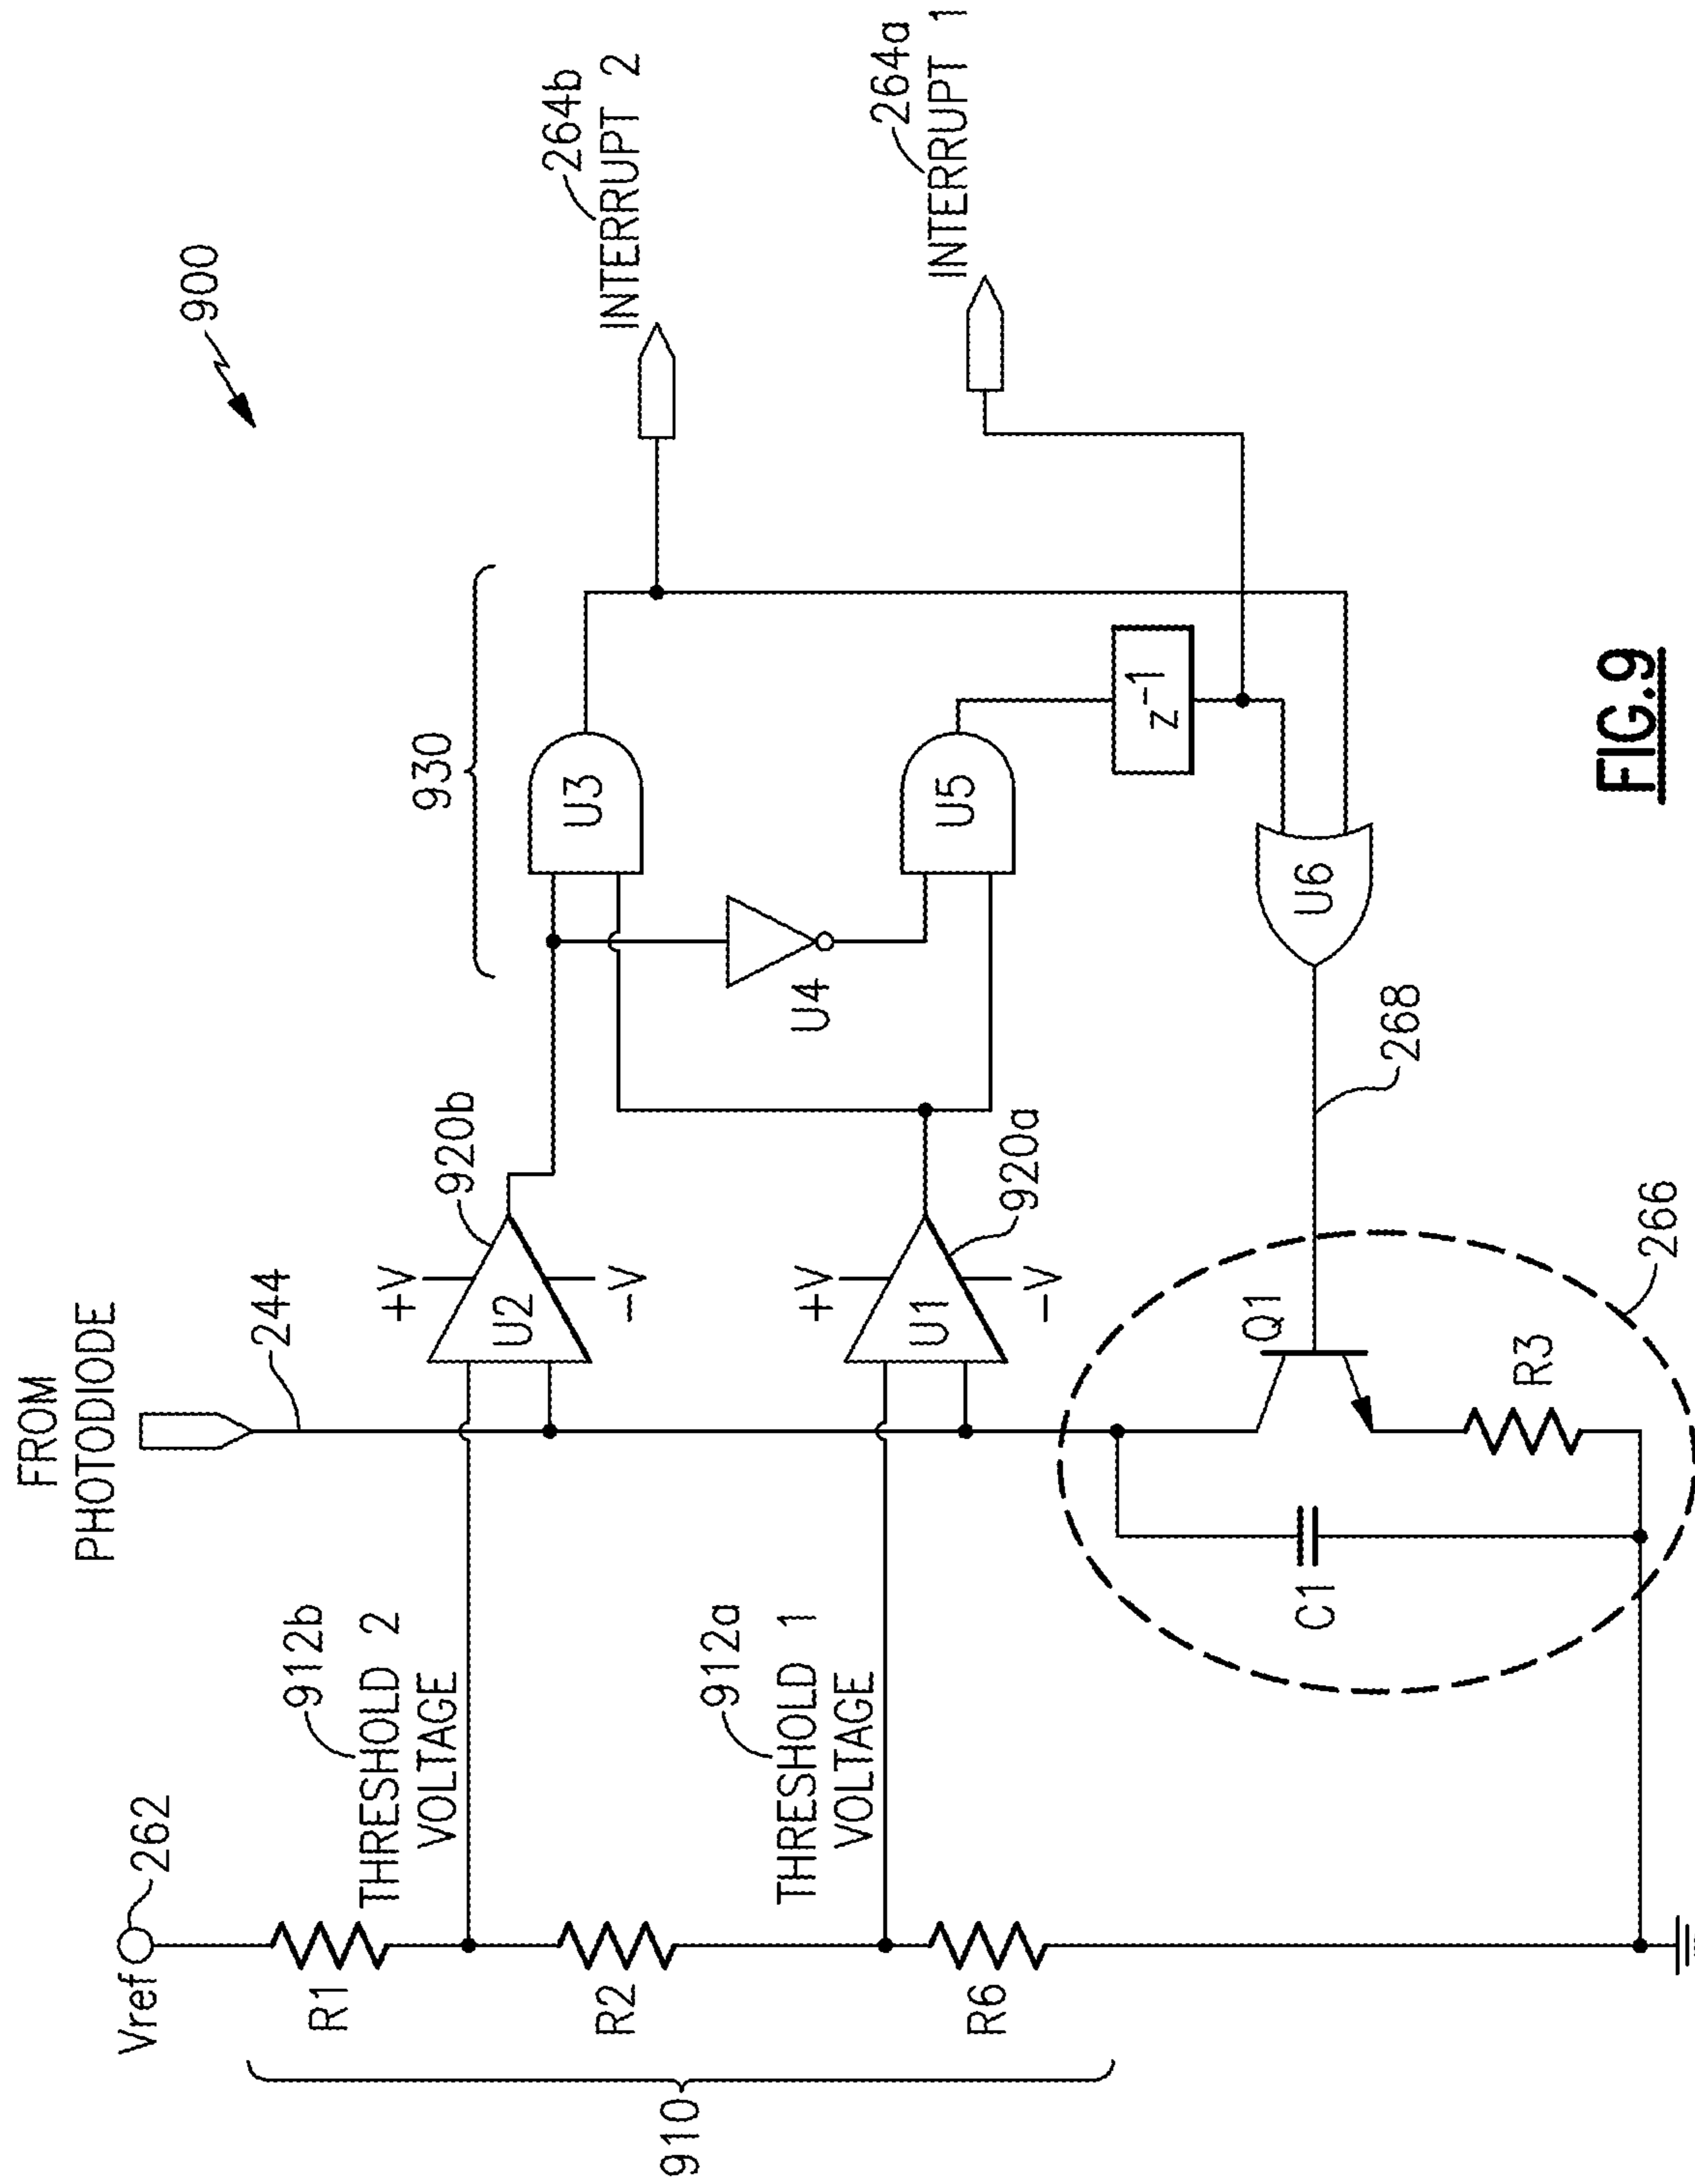 900
FROM
PHOTODIODE
244
Vref
262
R1
912b
THRESHOLD 2
VOLTAGE
+V
U2
-V
920b
930
U3
264b
INTERRUPT 2
R2
912a
THRESHOLD 1
VOLTAGE
+V
U1
-V
920a
U4
U5
z-1
264a
INTERRUPT 1
910
R6
U6
268
C1
Q1
R3
266
FIG.9